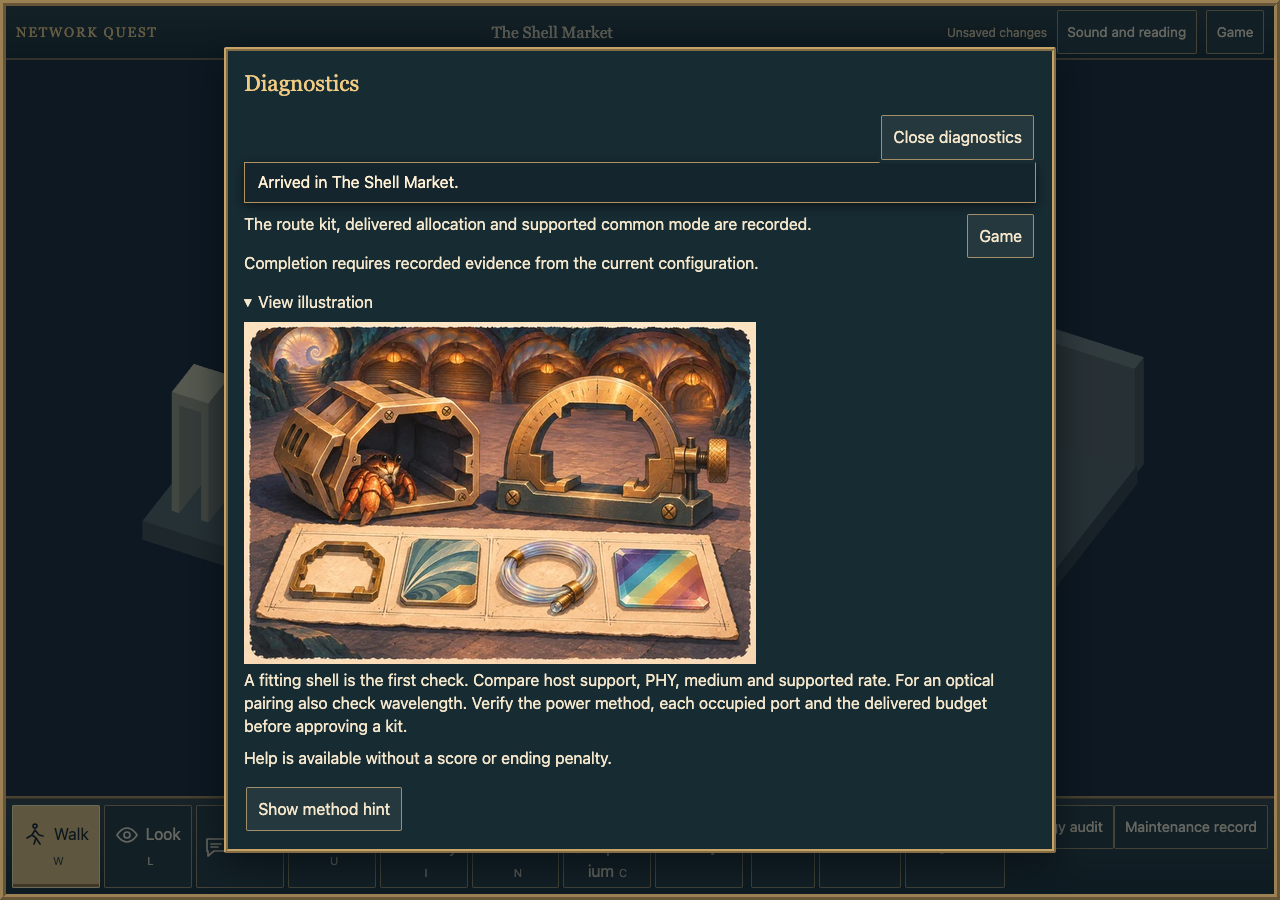 NETWORK QUEST
The Shell Market
Unsaved changes
Sound and reading
Game
Diagnostics
Close diagnostics
Arrived in The Shell Market.
The route kit, delivered allocation and supported common mode are recorded.
Game
Completion requires recorded evidence from the current configuration.
▾ View illustration
A fitting shell is the first check. Compare host support, PHY, medium and supported rate. For an optical
pairing also check wavelength. Verify the power method, each occupied port and the delivered budget
before approving a kit.
Help is available without a score or ending penalty.
Show method hint
Walk
W
Look
L
U
I
N
ium C
y audit
Maintenance record